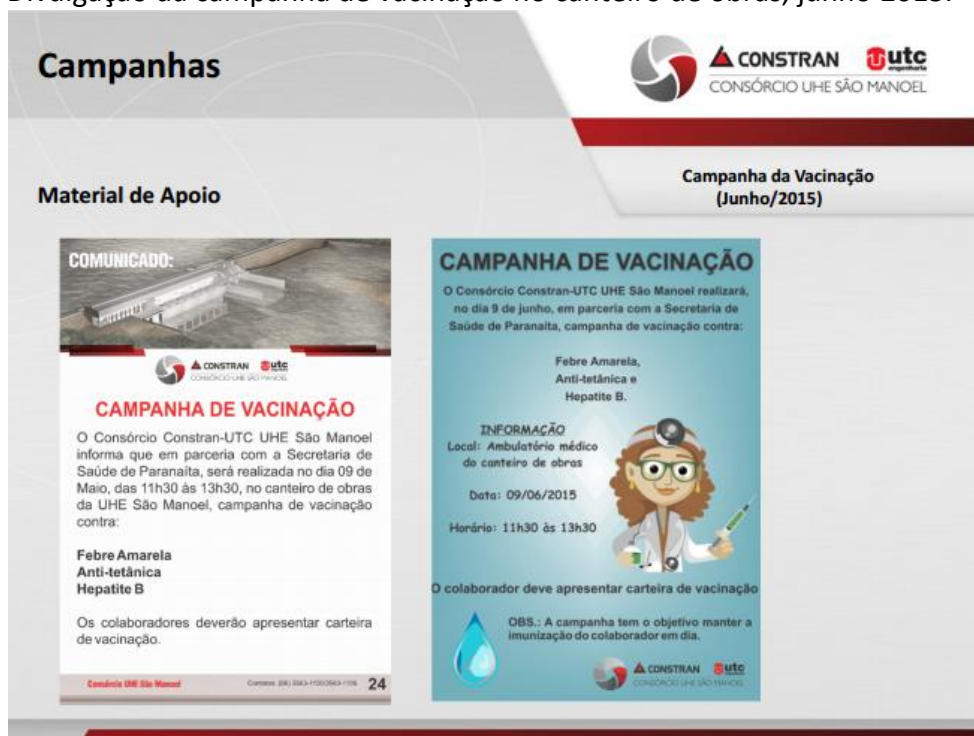 Divulgação da campanha de vacinação no canteiro de obras, junho 2015.
Campanhas
CONSTRAN utc engenharia
CONSÓRCIO UHE SÃO MANOEL
Material de Apoio
Campanha da Vacinação
(Junho/2015)
COMUNICADO:
CONSTRAN utc engenharia
CONSÓRCIO UHE SÃO MANOEL
CAMPANHA DE VACINAÇÃO
O Consórcio Constran-UTC UHE São Manoel
informa que em parceria com a Secretaria de
Saúde de Paranaíta, será realizada no dia 09 de
Maio, das 11h30 às 13h30, no canteiro de obras
da UHE São Manoel, campanha de vacinação
contra:
Febre Amarela
Anti-tetânica
Hepatite B
Os colaboradores deverão apresentar carteira
de vacinação.
Consórcio UHE São Manoel
24
CAMPANHA DE VACINAÇÃO
O Consórcio Constran-UTC UHE São Manoel realizará,
no dia 9 de junho, em parceria com a Secretaria de
Saúde de Paranaíta, campanha de vacinação contra:
Febre Amarela,
Anti-tetânica e
Hepatite B.
INFORMAÇÃO
Local: Ambulatório médico
do canteiro de obras
Data: 09/06/2015
Horário: 11h30 às 13h30
O colaborador deve apresentar carteira de vacinação
OBS.: A campanha tem o objetivo manter a
imunização do colaborador em dia.
CONSTRAN utc engenharia
CONSÓRCIO UHE SÃO MANOEL